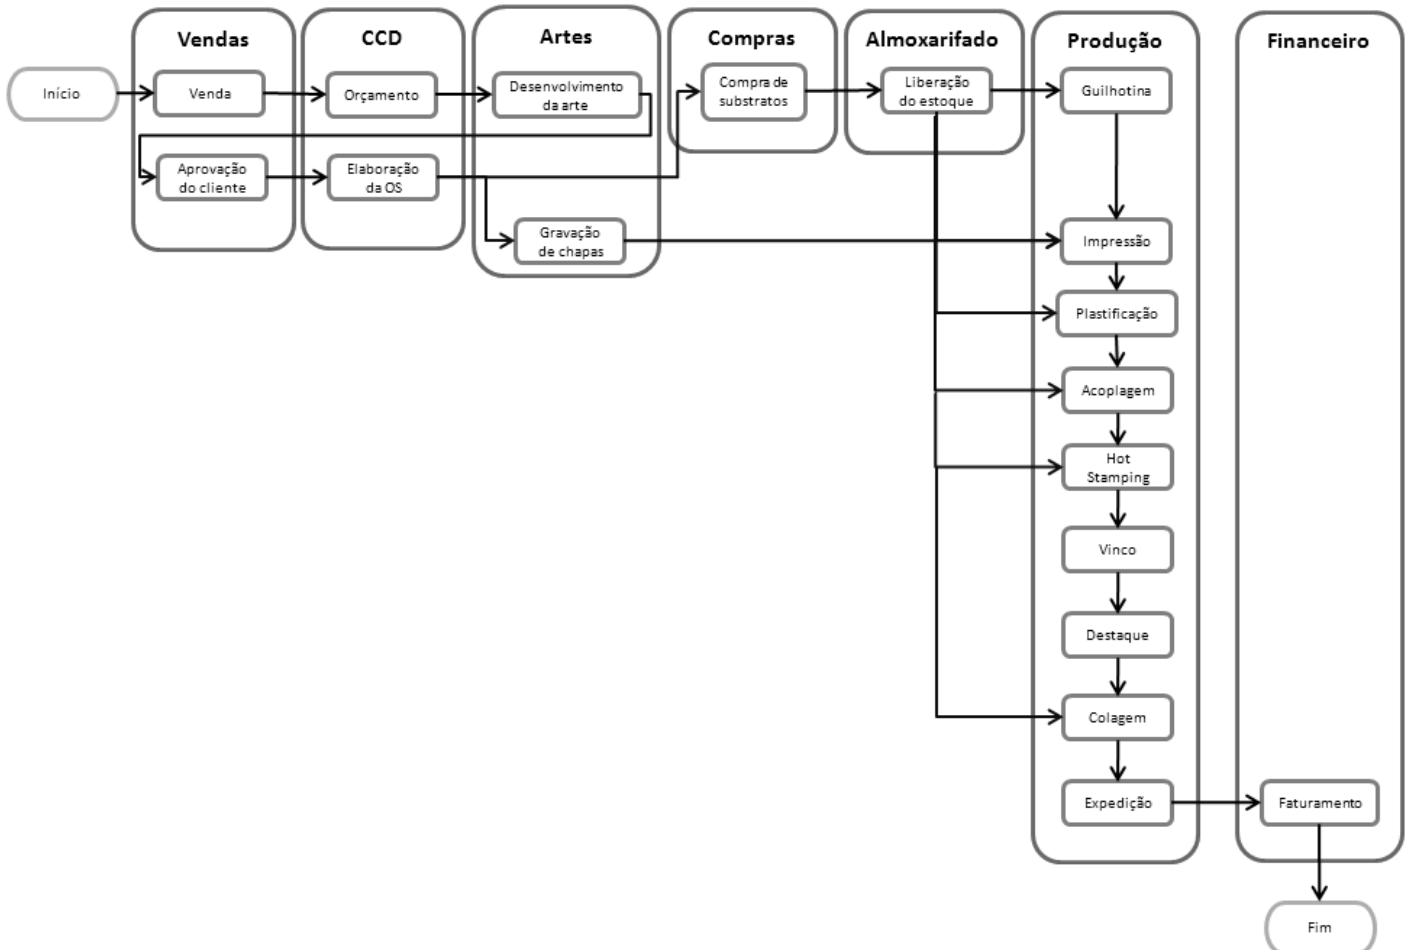 Vendas
CCD
Artes
Compras
Almoxarifado
Produção
Financeiro
Início
Venda
Orçamento
Desenvolvimento
da arte
Compra de
substratos
Liberação
do estoque
Guilhotina
Aprovação
do cliente
Elaboração
da OS
Gravação
de chapas
Impressão
Plastificação
Acoplagem
Hot
Stamping
Vinco
Destaque
Colagem
Expedição
Faturamento
Fim